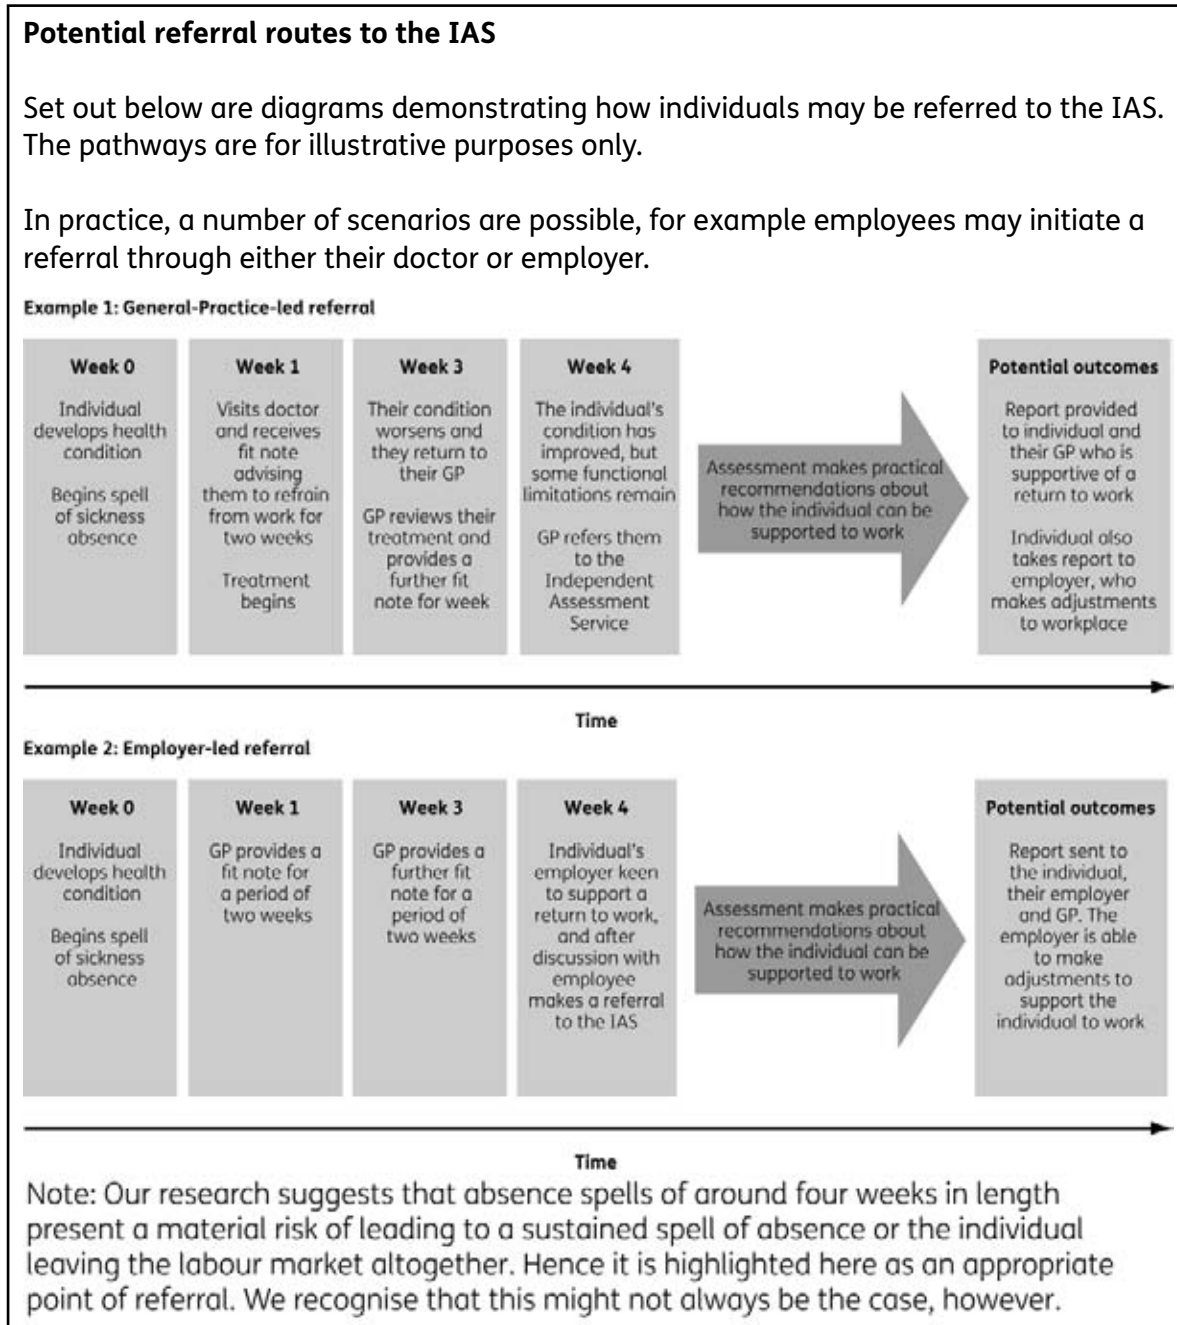 Potential referral routes to the IAS
Set out below are diagrams demonstrating how individuals may be referred to the IAS.
The pathways are for illustrative purposes only.
In practice, a number of scenarios are possible, for example employees may initiate a
referral through either their doctor or employer.
Example 1: General-Practice-led referral
Week 0
Individual
develops health
condition
Begins spell
of sickness
absence
Week 1
Visits doctor
and receives
fit note
advising
them to refrain
from work for
two weeks
Treatment
begins
Week 3
Their condition
worsens and
they return to
their GP
GP reviews their
treatment and
provides a
further fit
note for week
Week 4
The individual's
condition has
improved, but
some functional
limitations remain
GP refers them
to the
Independent
Assessment
Service
Assessment makes practical
recommendations about
how the individual can be
supported to work
Potential outcomes
Report provided
to individual and
their GP who is
supportive of a
return to work
Individual also
takes report to
employer, who
makes adjustments
to workplace
Time
Example 2: Employer-led referral
Week 0
Individual
develops health
condition
Begins spell
of sickness
absence
Week 1
GP provides a
fit note for
a period of
two weeks
Week 3
GP provides a
further fit
note for a
period of
two weeks
Week 4
Individual's
employer keen
to support a
return to work,
and after
discussion with
employee
makes a referral
to the IAS
Assessment makes practical
recommendations about
how the individual can be
supported to work
Potential outcomes
Report sent to
the individual,
their employer
and GP. The
employer is able
to make
adjustments to
support the
individual to work
Time
Note: Our research suggests that absence spells of around four weeks in length
present a material risk of leading to a sustained spell of absence or the individual
leaving the labour market altogether. Hence it is highlighted here as an appropriate
point of referral. We recognise that this might not always be the case, however.